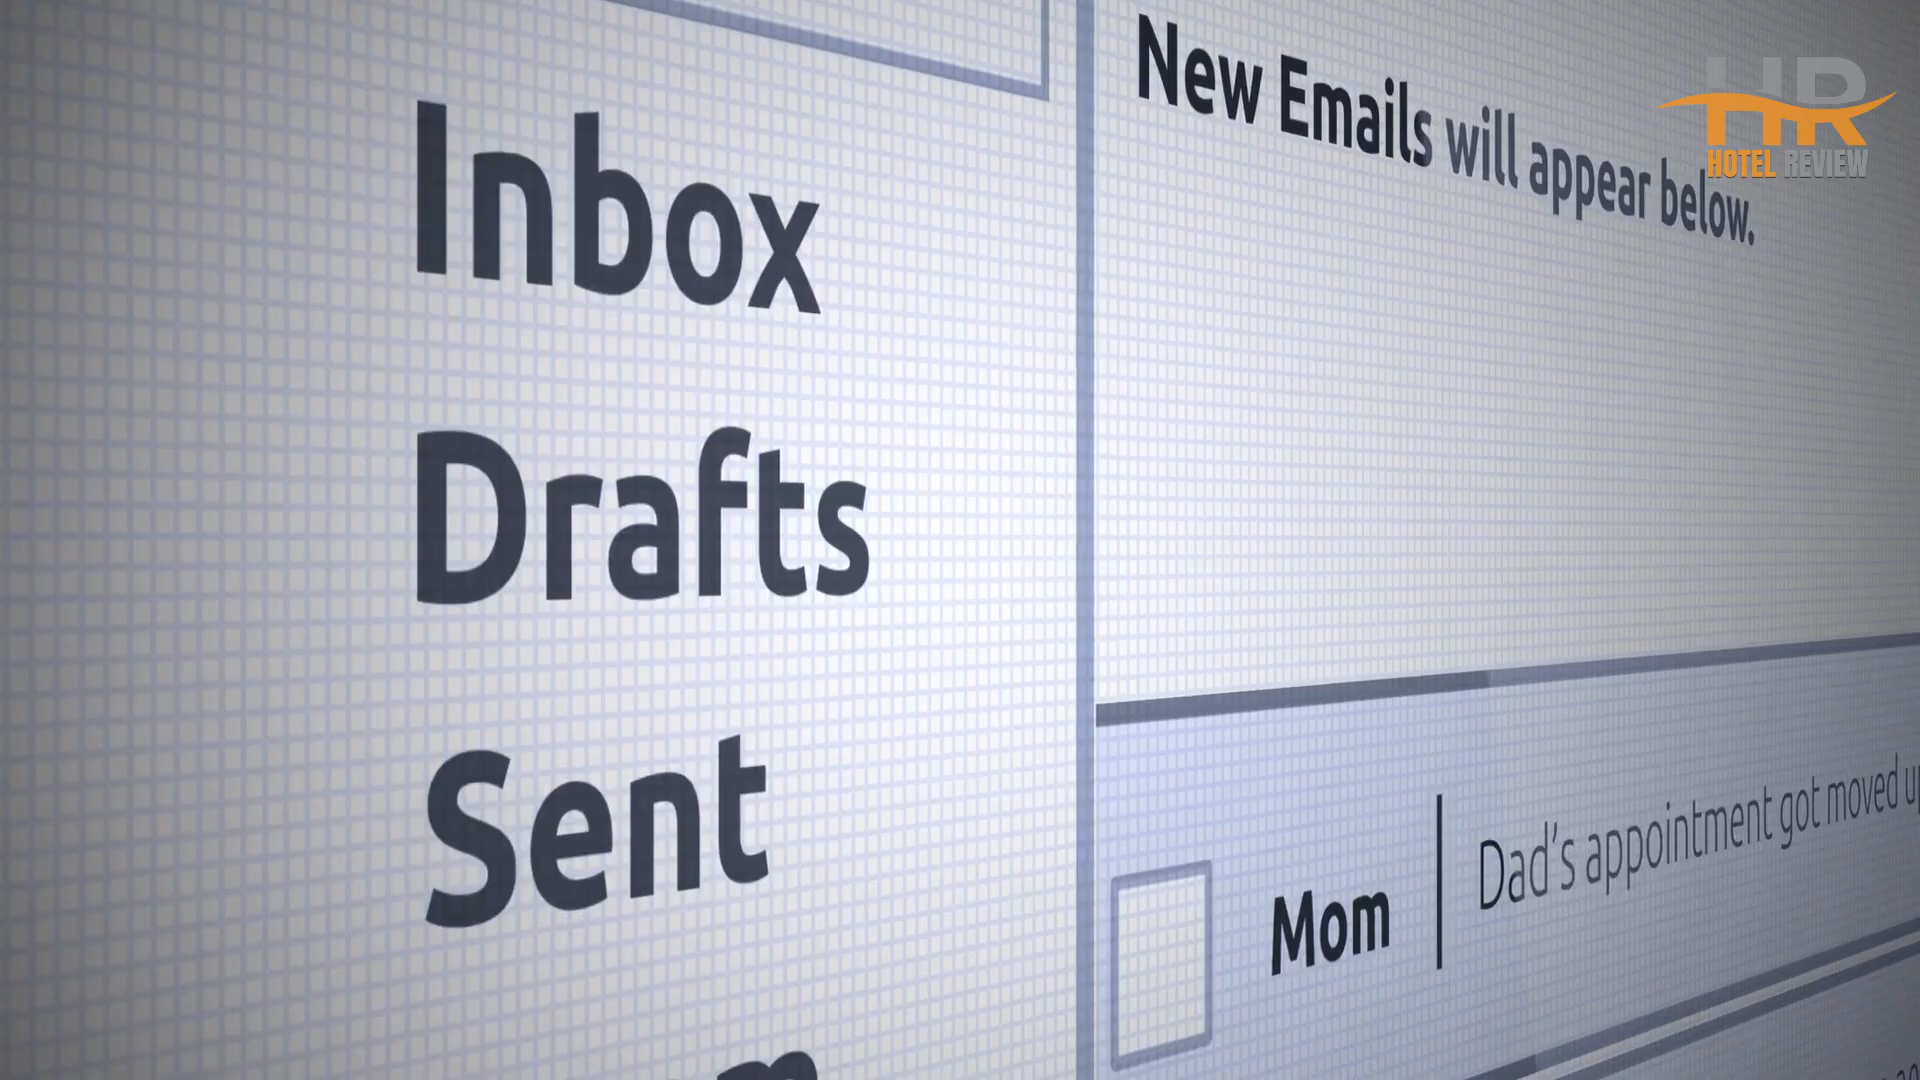 Inbox
Drafts
Sent
New Emails will appear below.
HR
HOTEL REVIEW
Mom
Dad's appointment got moved